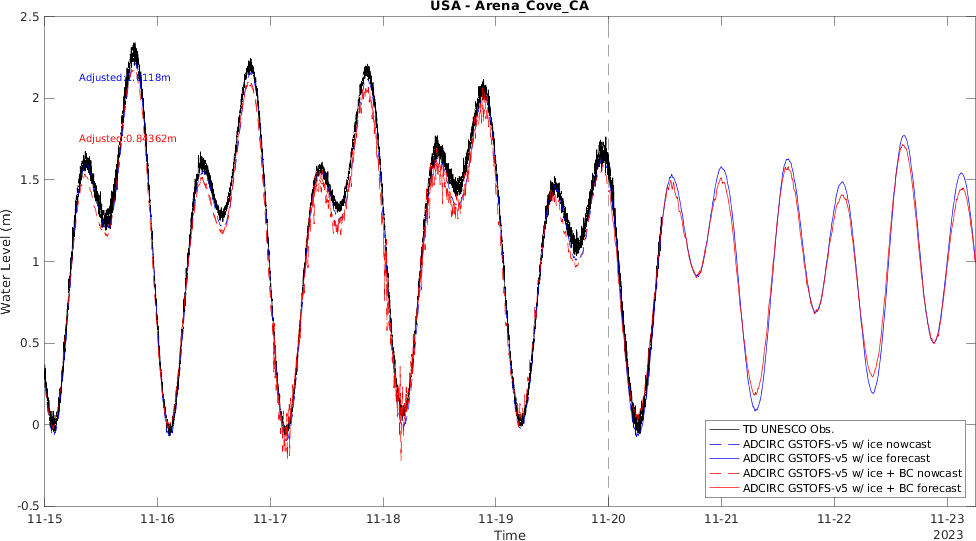 USA - Arena_Cove_CA
2.5
2
1.5
1
0.5
0
-0.5
Water Level (m)
Adjusted:0.84362m
TD UNESCO Obs.
ADCIRC GSTOFS-v5 w/ ice nowcast
ADCIRC GSTOFS-v5 w/ ice forecast
ADCIRC GSTOFS-v5 w/ ice + BC nowcast
ADCIRC GSTOFS-v5 w/ ice + BC forecast
11-15 11-16 11-17 11-18 11-19 11-20 11-21 11-22 11-23
Time
2023